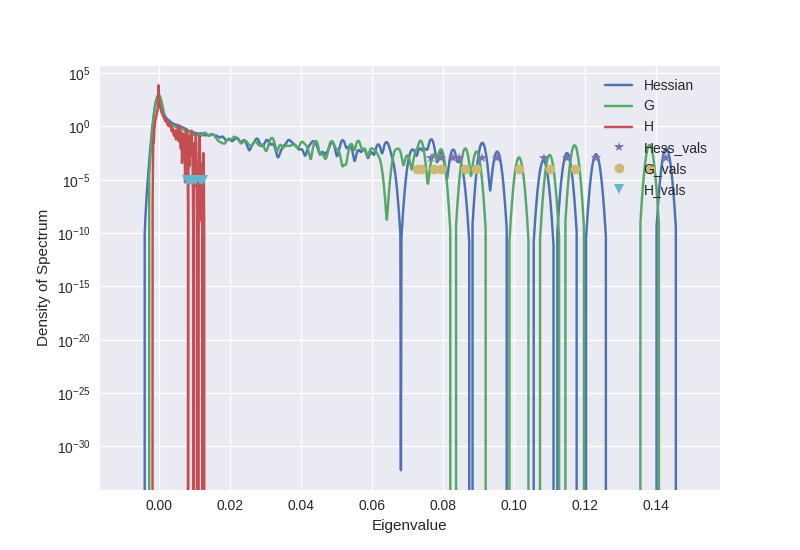 10^5
10^0
10^-5
10^-10
10^-15
10^-20
10^-25
10^-30
Density of Spectrum
0.00 0.02 0.04 0.06 0.08 0.10 0.12 0.14
Eigenvalue
Hessian
G
H
Hess_vals
G_vals
H_vals